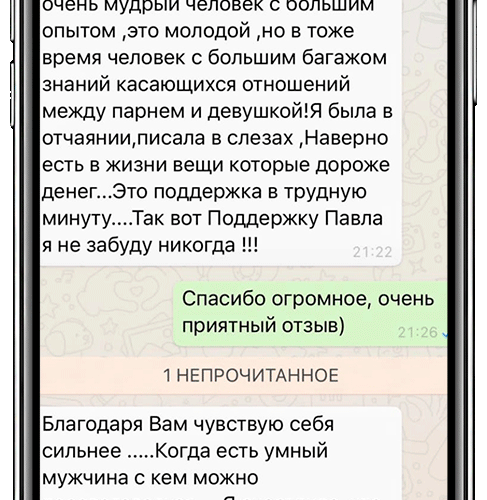 очень мудрый человек с большим
опытом ,это молодой ,но в тоже
время человек с большим багажом
знаний касающихся отношений
между парнем и девушкой!Я была в
отчаянии,писала в слезах ,Наверно
есть в жизни вещи которые дороже
денег...Это поддержка в трудную
минуту....Так вот Поддержку Павла
я не забуду никогда !!!
21:22
Спасибо огромное, очень
приятный отзыв)
21:26
1 НЕПРОЧИТАННОЕ
Благодаря Вам чувствую себя
сильнее .....Когда есть умный
мужчина с кем можно